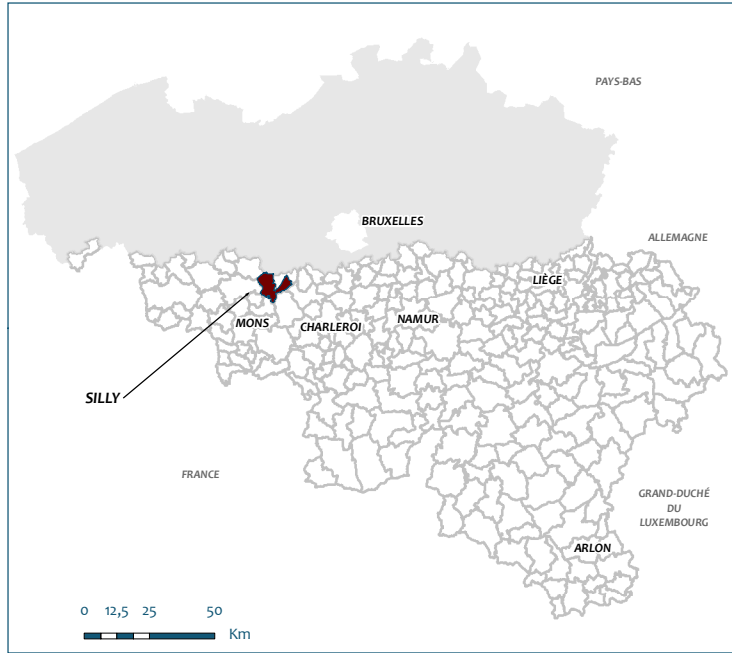 PAYS-BAS
BRUXELLES
ALLEMAGNE
LIÈGE
NAMUR
MONS
CHARLEROI
SILLY
FRANCE
GRAND-DUCHÉ
DU
LUXEMBOURG
ARLON
0 12,5 25 50
Km